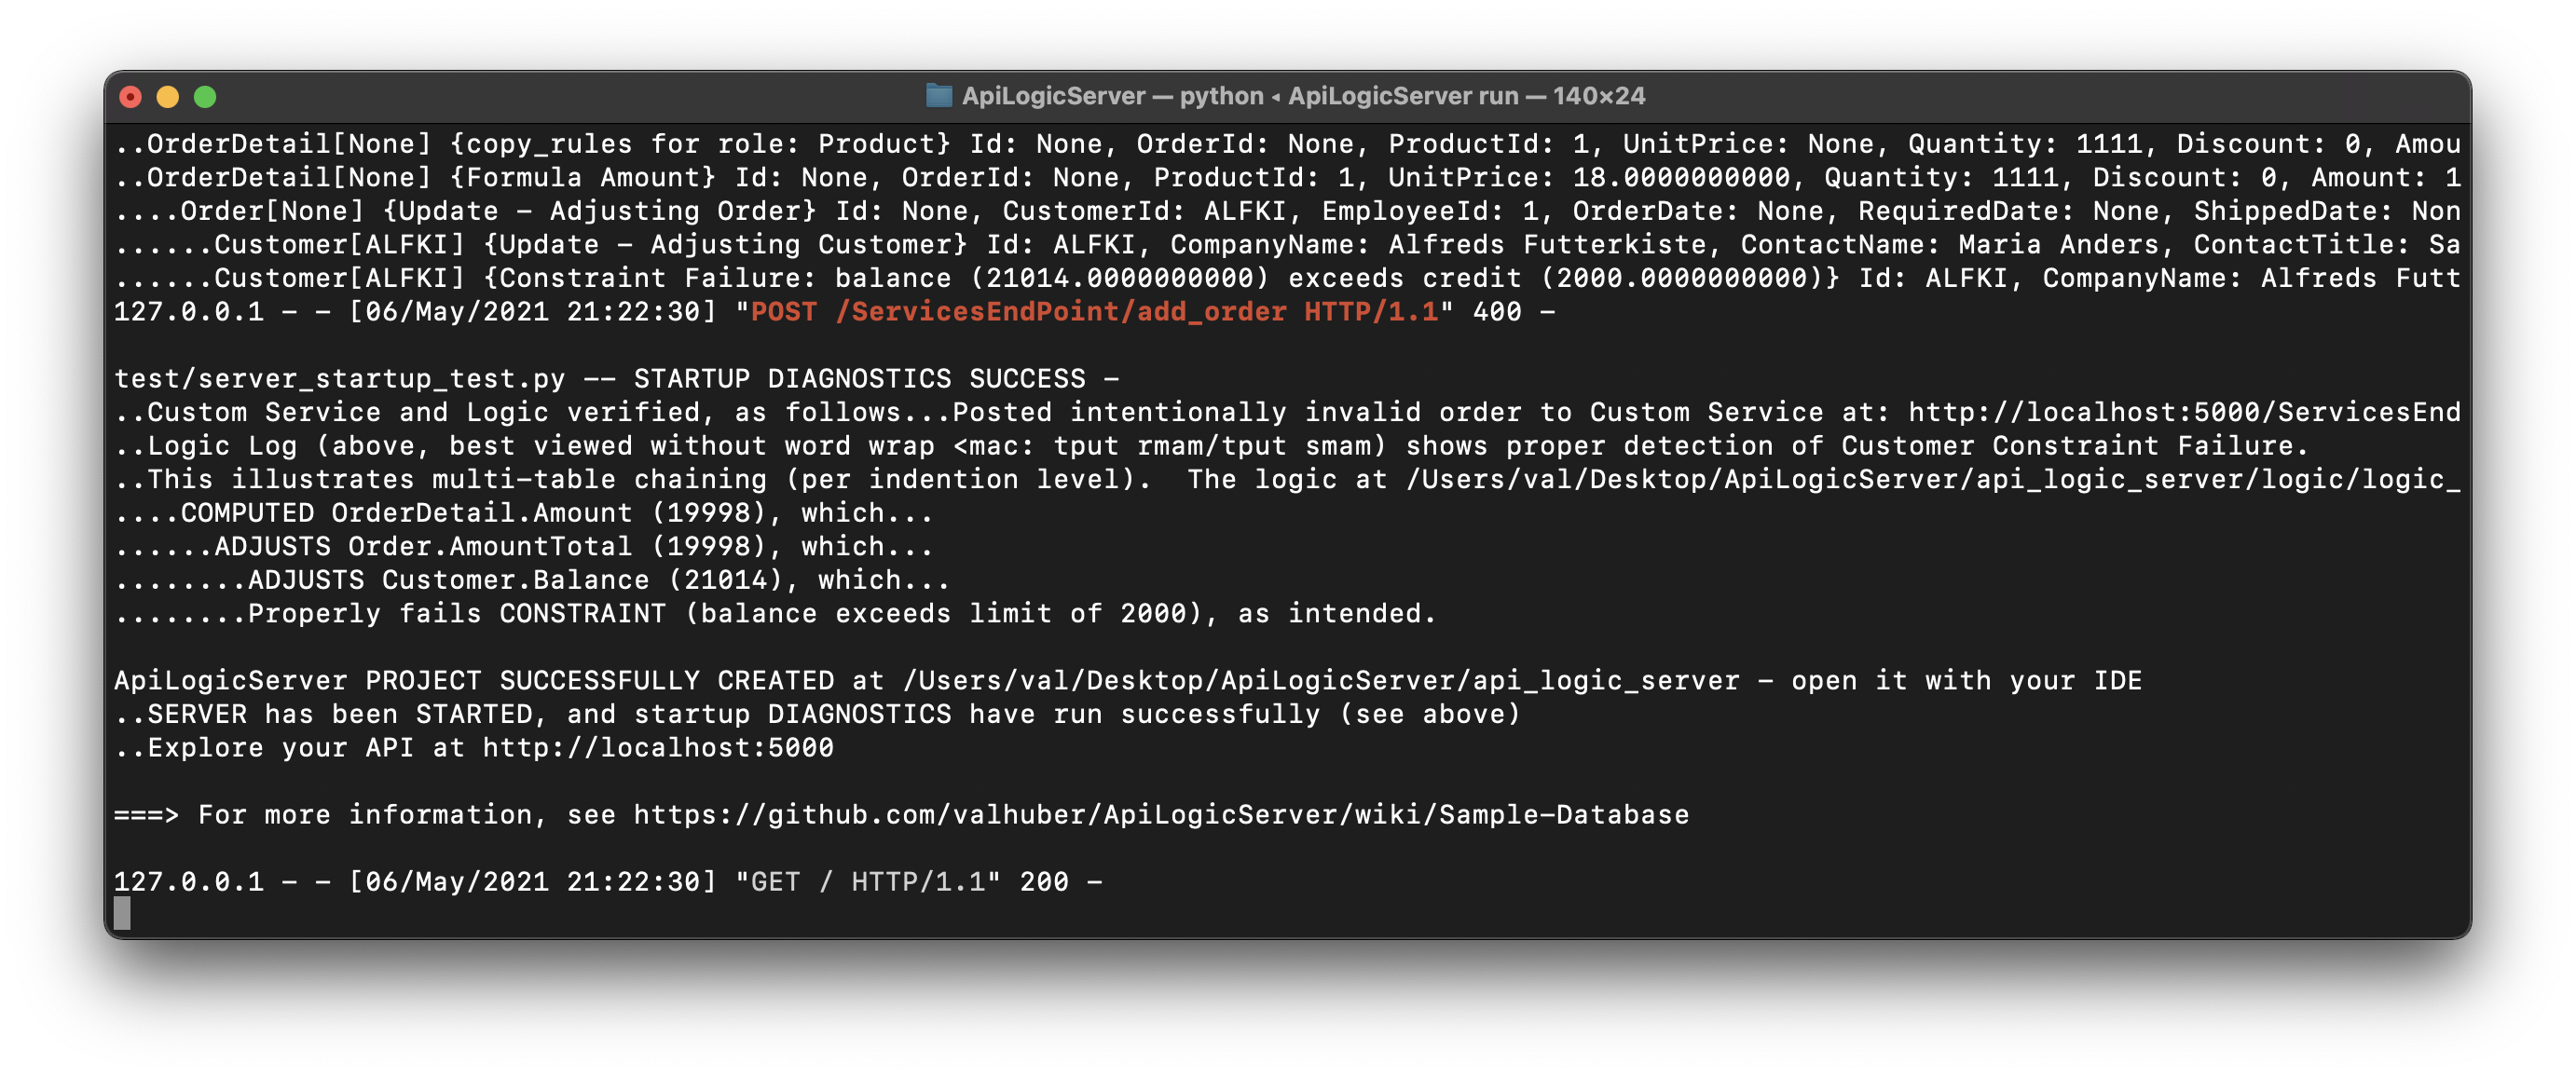 ApiLogicServer — python ◂ ApiLogicServer run — 140×24
..OrderDetail[None] {copy_rules for role: Product} Id: None, OrderId: None, ProductId: 1, UnitPrice: None, Quantity: 1111, Discount: 0, Amou
..OrderDetail[None] {Formula Amount} Id: None, OrderId: None, ProductId: 1, UnitPrice: 18.0000000000, Quantity: 1111, Discount: 0, Amount: 1
....Order[None] {Update - Adjusting Order} Id: None, CustomerId: ALFKI, EmployeeId: 1, OrderDate: None, RequiredDate: None, ShippedDate: Non
......Customer[ALFKI] {Update - Adjusting Customer} Id: ALFKI, CompanyName: Alfreds Futterkiste, ContactName: Maria Anders, ContactTitle: Sa
......Customer[ALFKI] {Constraint Failure: balance (21014.0000000000) exceeds credit (2000.0000000000)} Id: ALFKI, CompanyName: Alfreds Futt
127.0.0.1 - - [06/May/2021 21:22:30] "POST /ServicesEndPoint/add_order HTTP/1.1" 400 -
test/server_startup_test.py -- STARTUP DIAGNOSTICS SUCCESS -
..Custom Service and Logic verified, as follows...Posted intentionally invalid order to Custom Service at: http://localhost:5000/ServicesEnd
..Logic Log (above, best viewed without word wrap <mac: tput rmam/tput smam) shows proper detection of Customer Constraint Failure.
..This illustrates multi-table chaining (per indention level).  The logic at /Users/val/Desktop/ApiLogicServer/api_logic_server/logic/logic_
....COMPUTED OrderDetail.Amount (19998), which...
......ADJUSTS Order.AmountTotal (19998), which...
........ADJUSTS Customer.Balance (21014), which...
........Properly fails CONSTRAINT (balance exceeds limit of 2000), as intended.
ApiLogicServer PROJECT SUCCESSFULLY CREATED at /Users/val/Desktop/ApiLogicServer/api_logic_server - open it with your IDE
..SERVER has been STARTED, and startup DIAGNOSTICS have run successfully (see above)
..Explore your API at http://localhost:5000
===> For more information, see https://github.com/valhuber/ApiLogicServer/wiki/Sample-Database
127.0.0.1 - - [06/May/2021 21:22:30] "GET / HTTP/1.1" 200 -